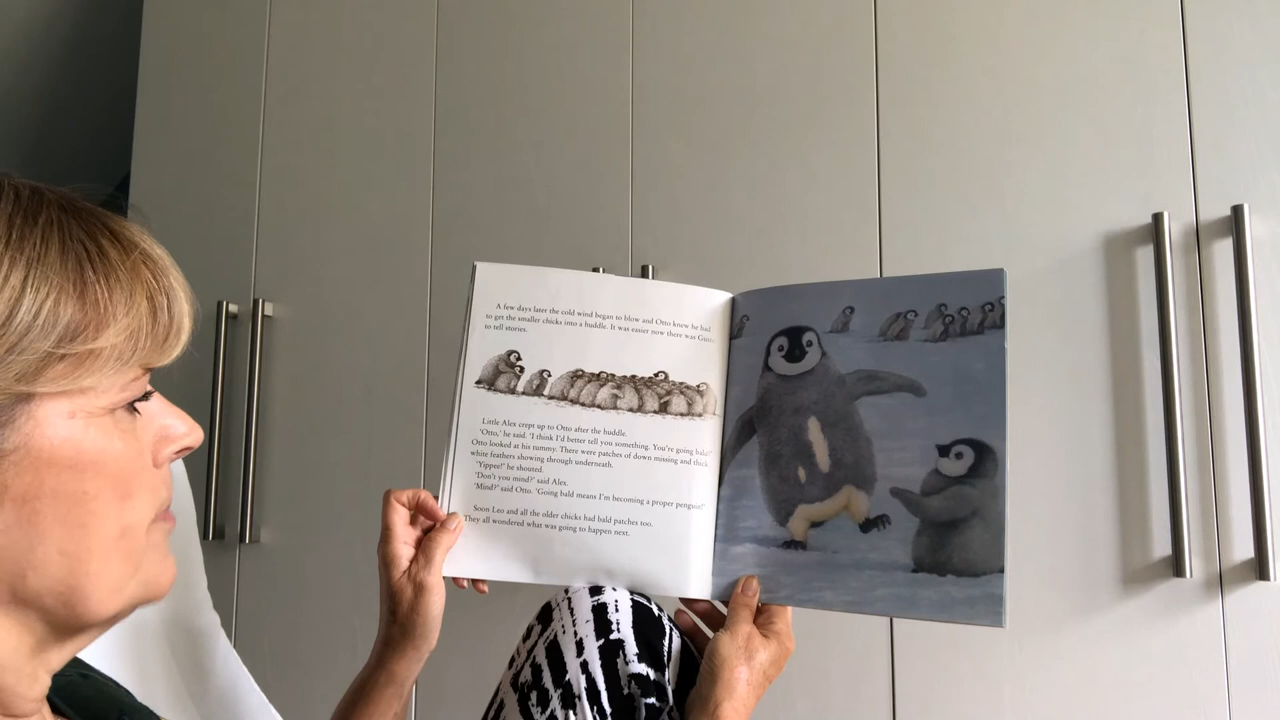 A few days later the cold wind began to blow and Otto knew he had
to get the smaller chicks into a huddle. It was easier now there was
to tell stories.
Little Alex crept up to Otto after the huddle.
'Otto,' he said. 'I think I'd better tell you something. You're going bald!'
Otto looked at his tummy. There were patches of down missing and thick
white feathers showing through underneath.
'Yippee!' he shouted.
'Don't you mind?' said Alex.
'Mind?' said Otto. 'Going bald means I'm becoming a proper penguin!'
Soon Leo and all the older chicks had bald patches too.
They all wondered what was going to happen next.